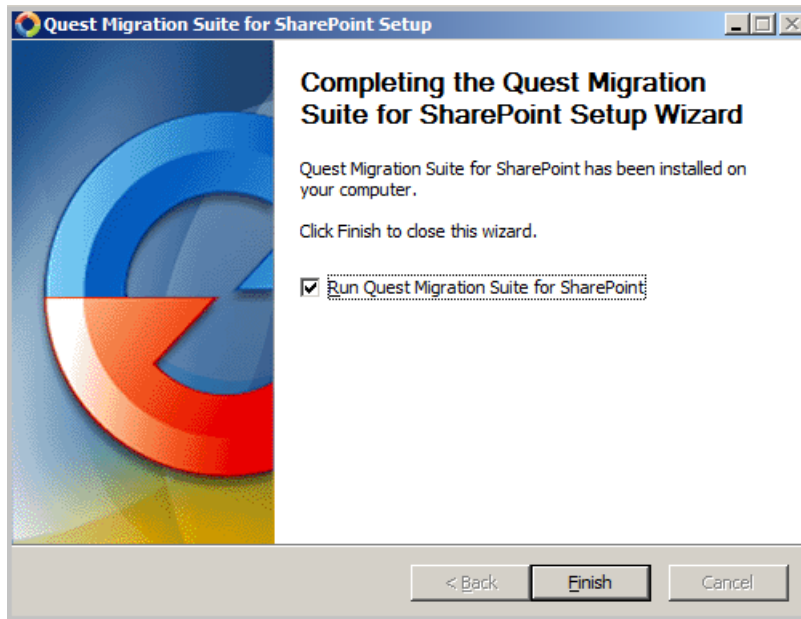 Quest Migration Suite for SharePoint Setup
Completing the Quest Migration
Suite for SharePoint Setup Wizard
Quest Migration Suite for SharePoint has been installed on
your computer.
Click Finish to close this wizard.
Run Quest Migration Suite for SharePoint
< Back Finish Cancel